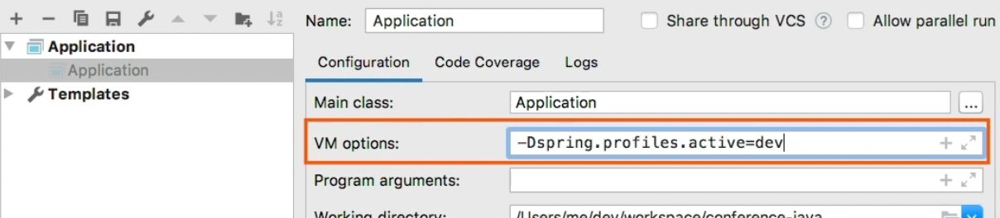 Name: Application Share through VCS ? Allow parallel run
Application
Application
Templates
Configuration Code Coverage Logs
Main class: Application ...
VM options: -Dspring.profiles.active=dev
Program arguments:
Working directory: /Users/me/dev/workspace/conference-java